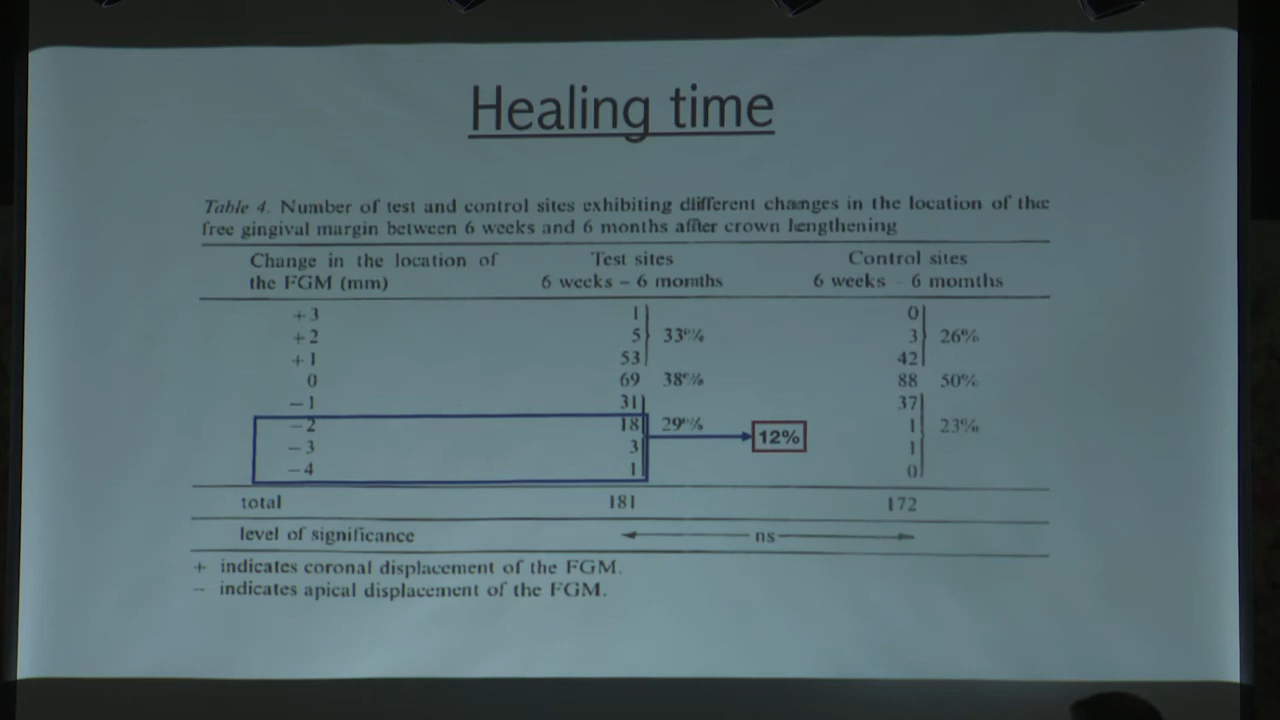 Healing time
Table 4. Number of test and control sites exhibiting different changes in the location of the
free gingival margin between 6 weeks and 6 months after crown lengthening
Change in the location of the FGM (mm) Test sites 6 weeks – 6 months Control sites 6 weeks – 6 months
+3 1 0
+2 5 33% 3 26%
+1 53 42
0 69 38% 88 50%
−1 31 37
−2 18 29% 1 23%
12%
−3 3 1
−4 1 0
total 181 172
level of significance ns
+ indicates coronal displacement of the FGM.
− indicates apical displacement of the FGM.